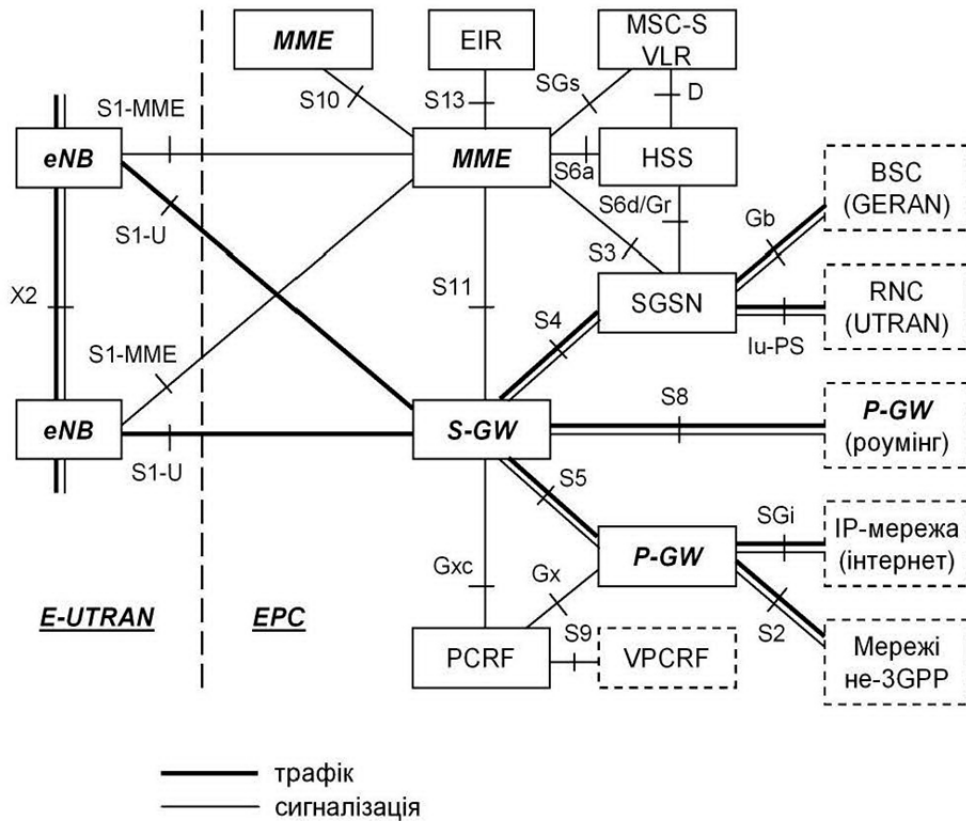 MME
EIR
MSC-S
VLR
S10
S13
SGs
D
S1-MME
eNB
MME
S6a
HSS
BSC
(GERAN)
S1-U
S6d/Gr
Gb
S3
X2
S11
SGSN
RNC
(UTRAN)
S4
Iu-PS
S1-MME
S8
eNB
S-GW
P-GW
(роумінг)
S1-U
S5
SGi
IP-мережа
(інтернет)
P-GW
Gxc
Gx
S2
E-UTRAN
EPC
S9
PCRF
VPCRF
Мережі
не-3GPP
трафік
сигналізація